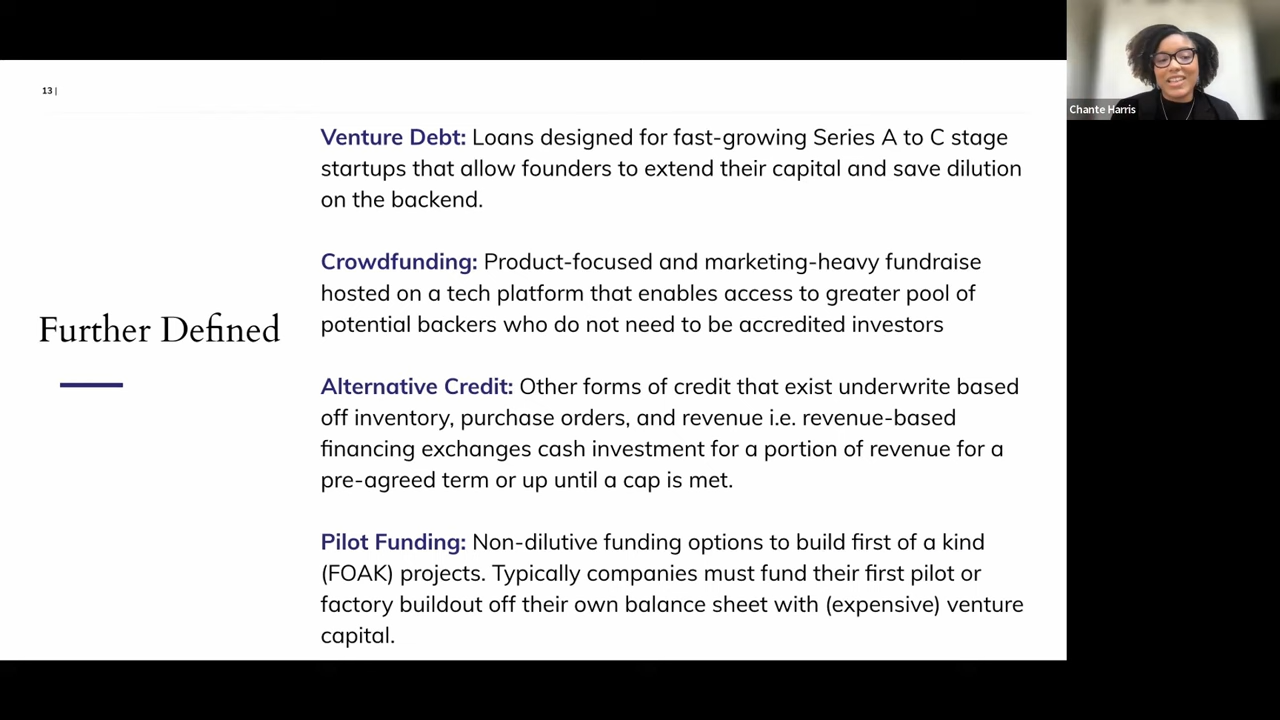 13 |
Venture Debt: Loans designed for fast-growing Series A to C stage
startups that allow founders to extend their capital and save dilution
on the backend.
Crowdfunding: Product-focused and marketing-heavy fundraise
hosted on a tech platform that enables access to greater pool of
potential backers who do not need to be accredited investors
Further Defined
Alternative Credit: Other forms of credit that exist underwrite based
off inventory, purchase orders, and revenue i.e. revenue-based
financing exchanges cash investment for a portion of revenue for a
pre-agreed term or up until a cap is met.
Pilot Funding: Non-dilutive funding options to build first of a kind
(FOAK) projects. Typically companies must fund their first pilot or
factory buildout off their own balance sheet with (expensive) venture
capital.
Chante Harris